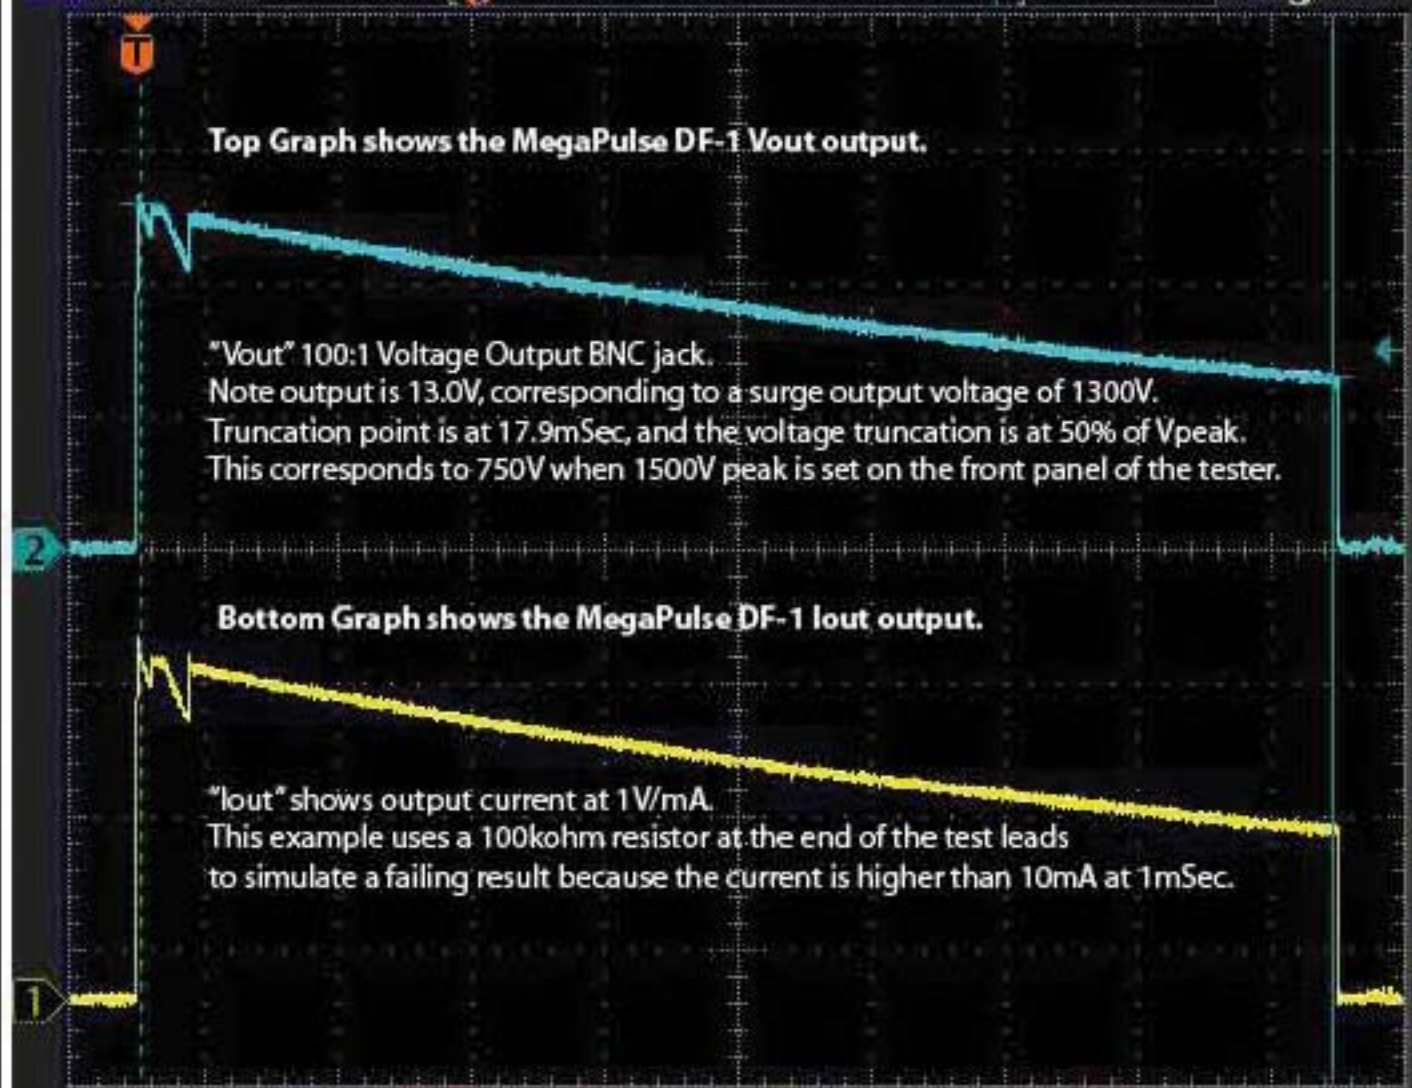 T
Top Graph shows the MegaPulse DF-1 Vout output.
"Vout" 100:1 Voltage Output BNC jack.
Note output is 13.0V, corresponding to a surge output voltage of 1300V.
Truncation point is at 17.9mSec, and the voltage truncation is at 50% of Vpeak.
This corresponds to 750V when 1500V peak is set on the front panel of the tester.
2
Bottom Graph shows the MegaPulse DF-1 Iout output.
"Iout" shows output current at 1V/mA.
This example uses a 100kohm resistor at the end of the test leads
to simulate a failing result because the current is higher than 10mA at 1mSec.
1